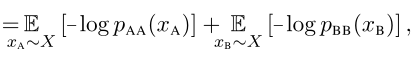 = 𝔼_{x_A∼X} [−log p_{AA}(x_A)] + 𝔼_{x_B∼X} [−log p_{BB}(x_B)] ,